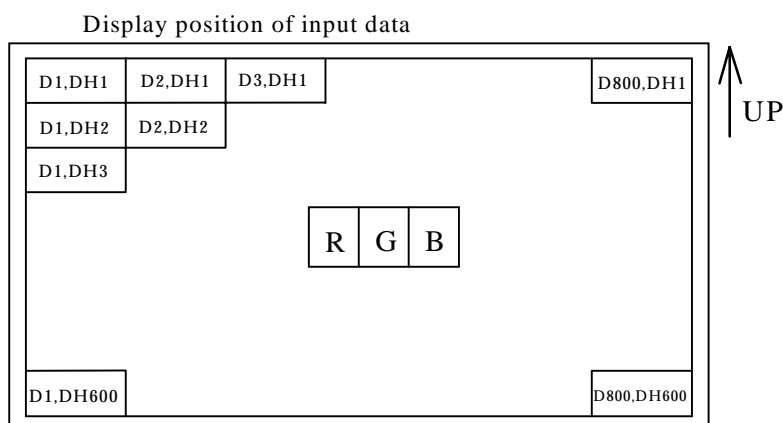 Display position of input data
D1,DH1 D2,DH1 D3,DH1 D800,DH1
UP
D1,DH2 D2,DH2
D1,DH3
R G B
D1,DH600 D800,DH600